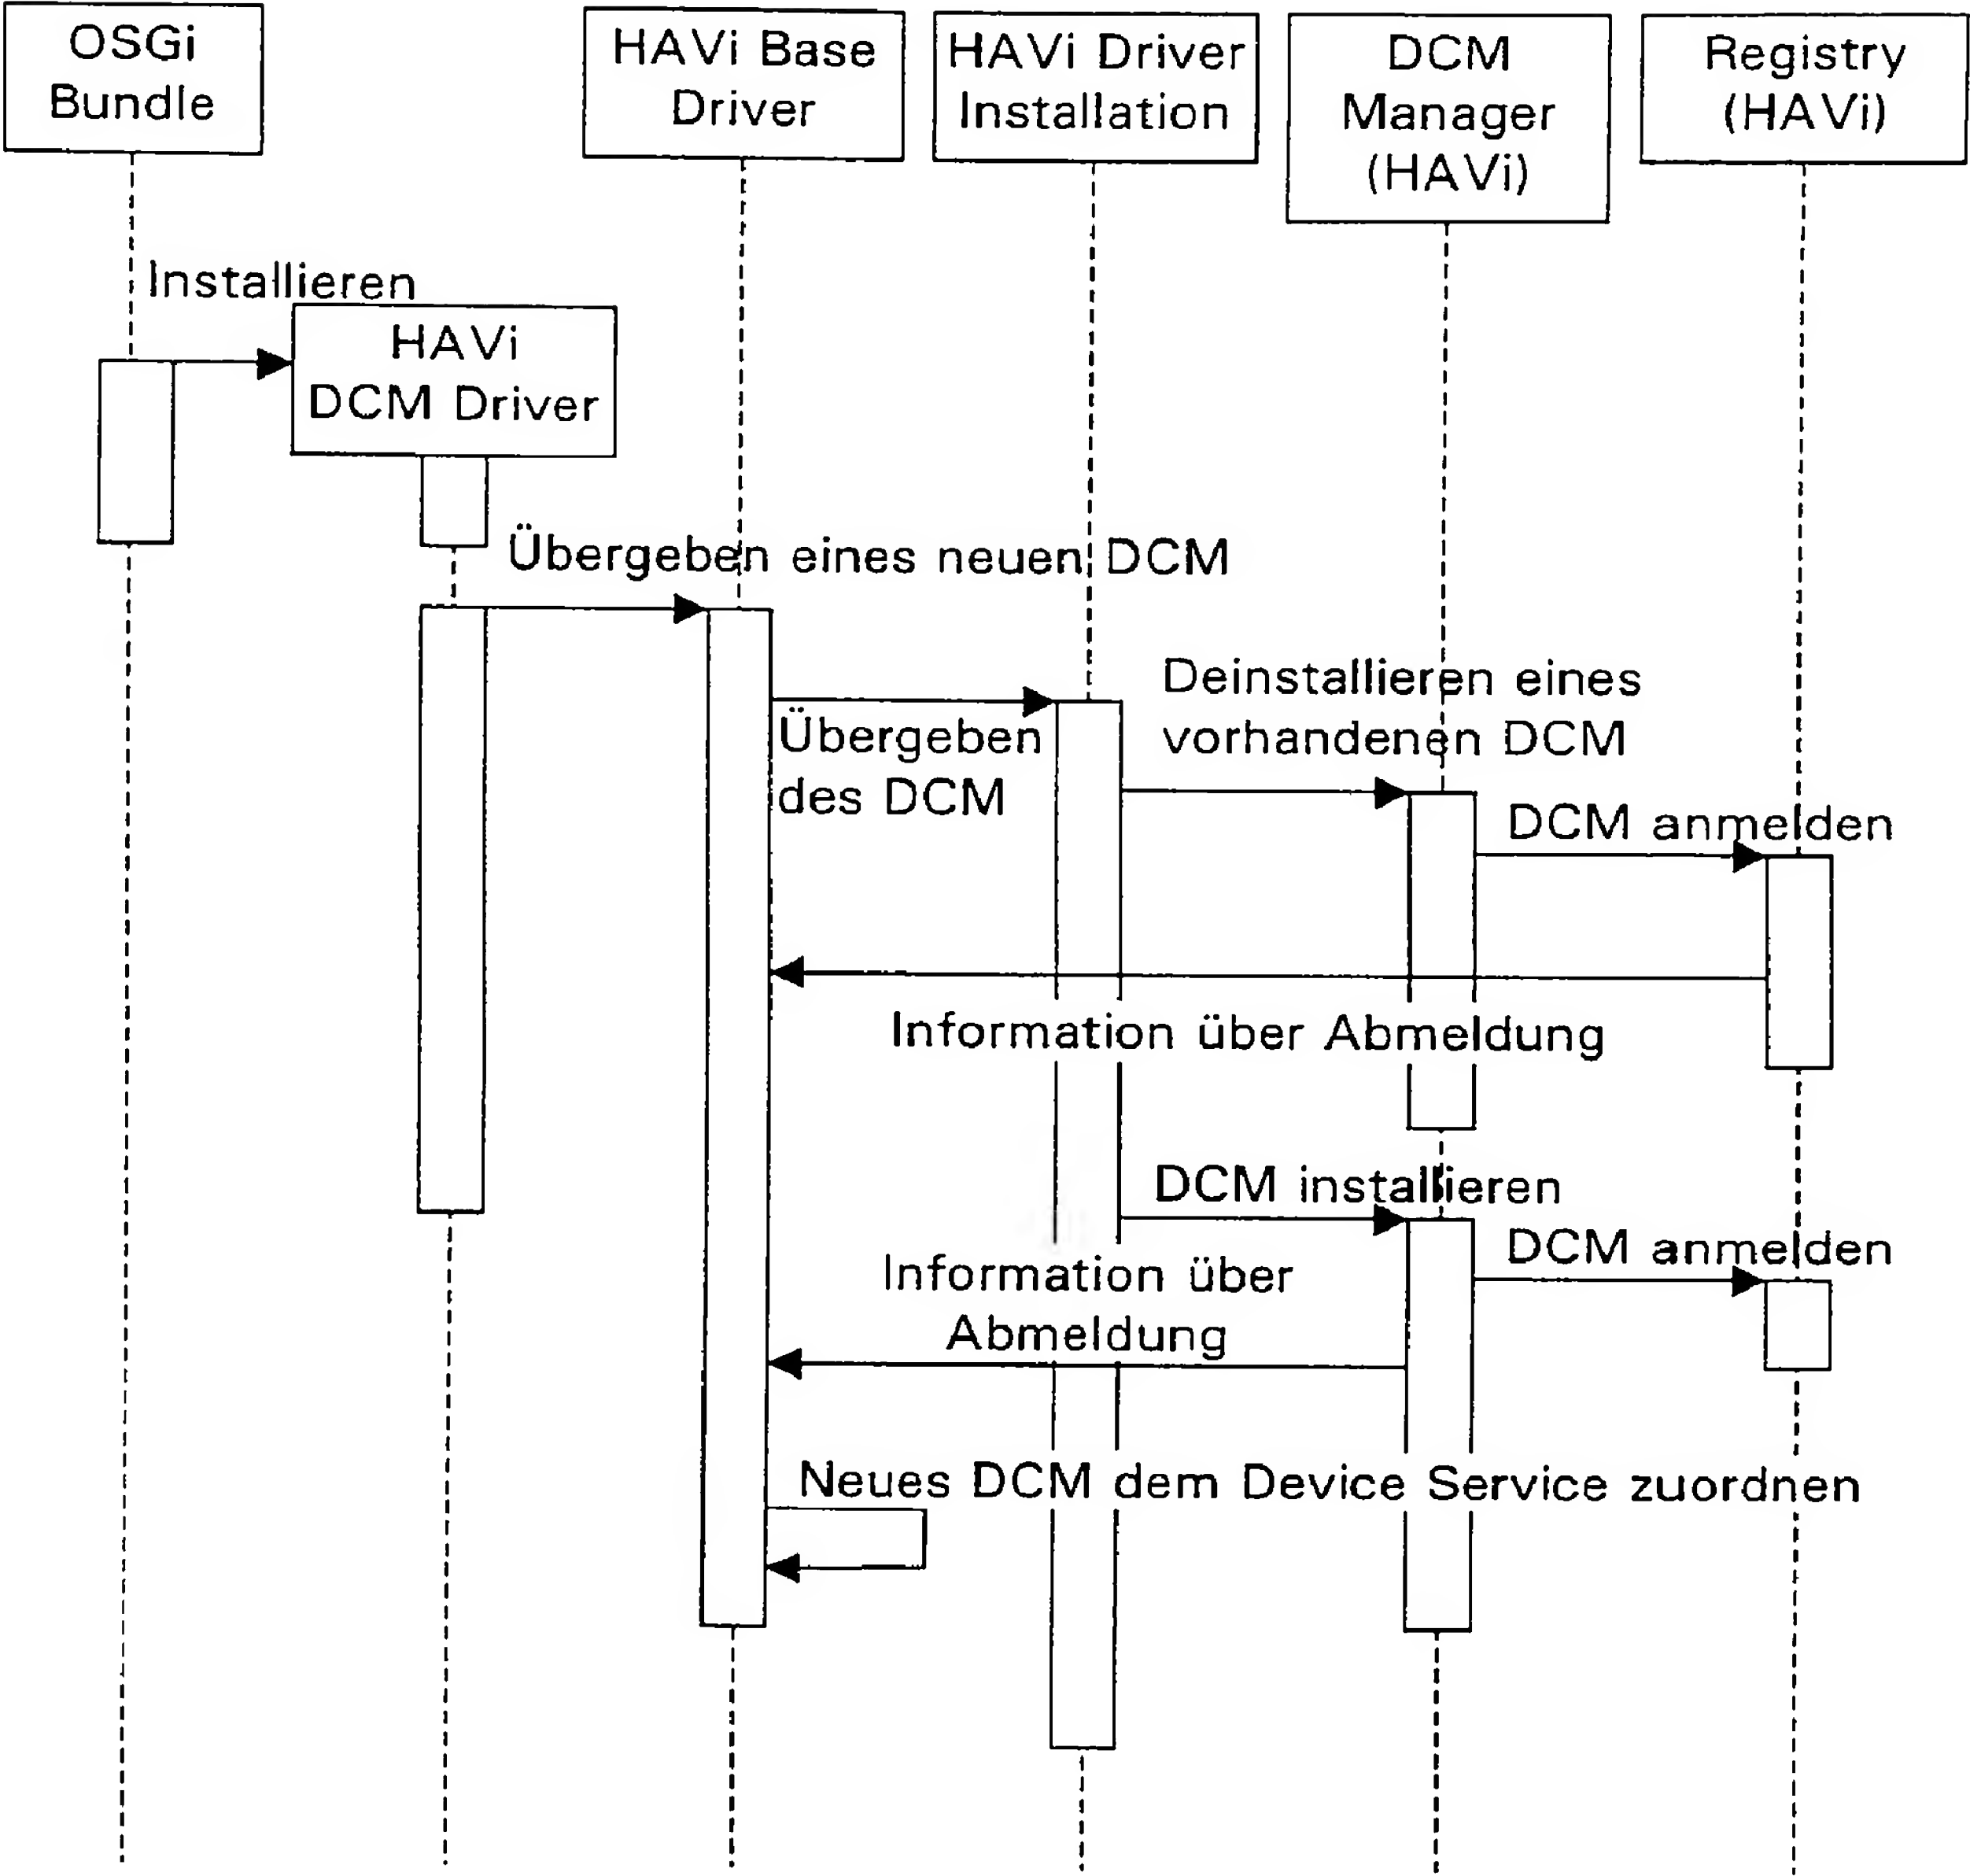 OSGi
Bundle
HAVi Base
Driver
HAVi Driver
Installation
DCM
Manager
(HAVi)
Registry
(HAVi)
Installieren
HAVi
DCM Driver
Übergeben eines neuen DCM
Übergeben
des DCM
Deinstallieren eines
vorhandenen DCM
DCM anmelden
Information über Abmeldung
DCM installieren
DCM anmelden
Information über
Abmeldung
Neues DCM dem Device Service zuordnen